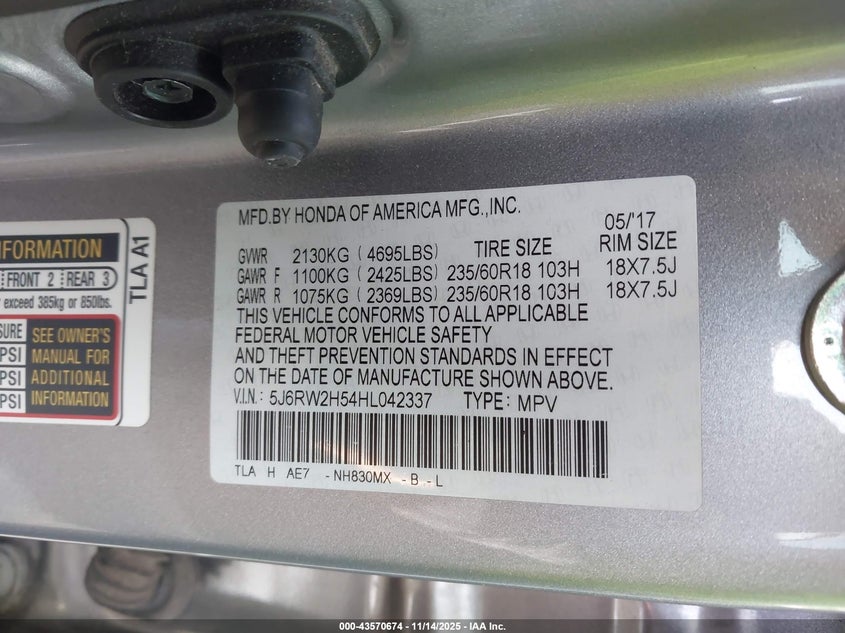 MFD.BY HONDA OF AMERICA MFG.,INC.
05/'17
GVWR 2130KG ( 4695LBS) TIRE SIZE RIM SIZE
GAWR F 1100KG ( 2425LBS) 235/60R18 103H 18X7.5J
GAWR R 1075KG ( 2369LBS) 235/60R18 103H 18X7.5J
THIS VEHICLE CONFORMS TO ALL APPLICABLE
FEDERAL MOTOR VEHICLE SAFETY
AND THEFT PREVENTION STANDARDS IN EFFECT
ON THE DATE OF MANUFACTURE SHOWN ABOVE.
V.I.N.: 5J6RW2H54HL042337 TYPE: MPV
TLA H AE7 -NH830MX -B -L
FORMATION
FRONT 2 REAR 3
exceed 385kg or 850lbs.
SURE
PSI
PSI
PSI
SEE OWNER'S
MANUAL FOR
ADDITIONAL
INFORMATION
TLA A1
000-43570674 - 11/14/2025 - IAA Inc.